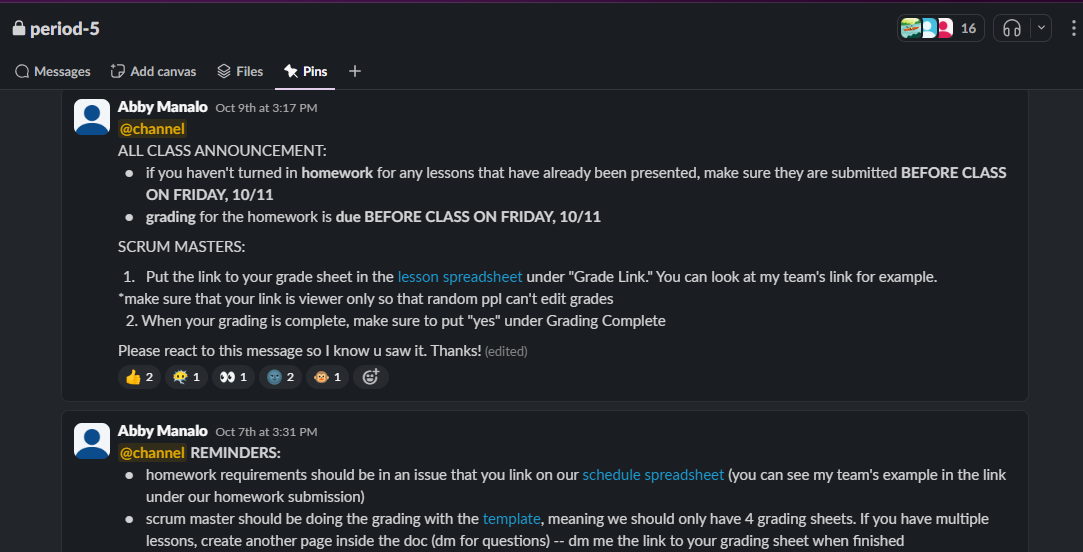 period-5
16
Messages
Add canvas
Files
Pins
Abby Manalo Oct 9th at 3:17 PM
@channel
ALL CLASS ANNOUNCEMENT:
• if you haven't turned in homework for any lessons that have already been presented, make sure they are submitted BEFORE CLASS
ON FRIDAY, 10/11
• grading for the homework is due BEFORE CLASS ON FRIDAY, 10/11
SCRUM MASTERS:
1. Put the link to your grade sheet in the lesson spreadsheet under "Grade Link." You can look at my team's link for example.
*make sure that your link is viewer only so that random ppl can't edit grades
2. When your grading is complete, make sure to put "yes" under Grading Complete
Please react to this message so I know u saw it. Thanks! (edited)
2 1 1 2 1
Abby Manalo Oct 7th at 3:31 PM
@channel REMINDERS:
• homework requirements should be in an issue that you link on our schedule spreadsheet (you can see my team's example in the link
under our homework submission)
• scrum master should be doing the grading with the template, meaning we should only have 4 grading sheets. If you have multiple
lessons, create another page inside the doc (dm for questions) -- dm me the link to your grading sheet when finished